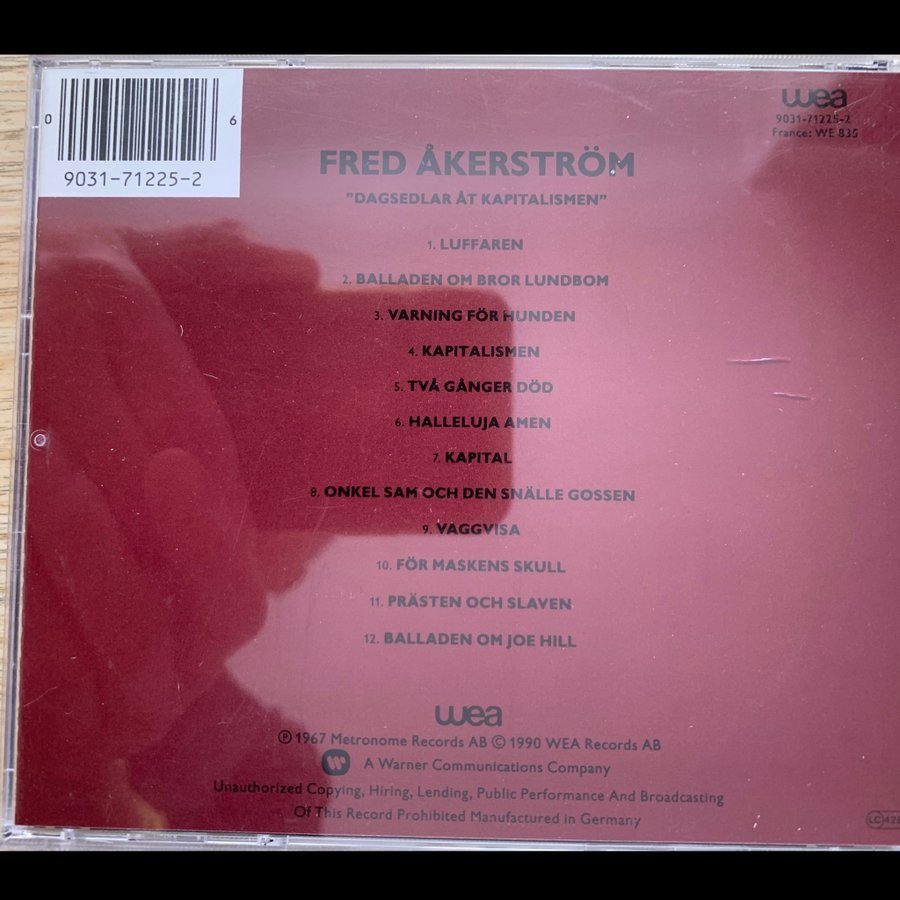 0 6
9031-71225-2
wea
9031-71225-2
France: WE 835
FRED ÅKERSTRÖM
"DAGSEDLAR ÅT KAPITALISMEN"
1. LUFFAREN
2. BALLADEN OM BROR LUNDBOM
3. VARNING FÖR HUNDEN
4. KAPITALISMEN
5. TVÅ GÅNGER DÖD
6. HALLELUJA AMEN
7. KAPITAL
8. ONKEL SAM OCH DEN SNÄLLE GOSSEN
9. VAGGVISA
10. FÖR MASKENS SKULL
11. PRÄSTEN OCH SLAVEN
12. BALLADEN OM JOE HILL
wea
℗ 1967 Metronome Records AB © 1990 WEA Records AB
A Warner Communications Company
Unauthorized Copying, Hiring, Lending, Public Performance And Broadcasting
Of This Record Prohibited Manufactured in Germany
LC